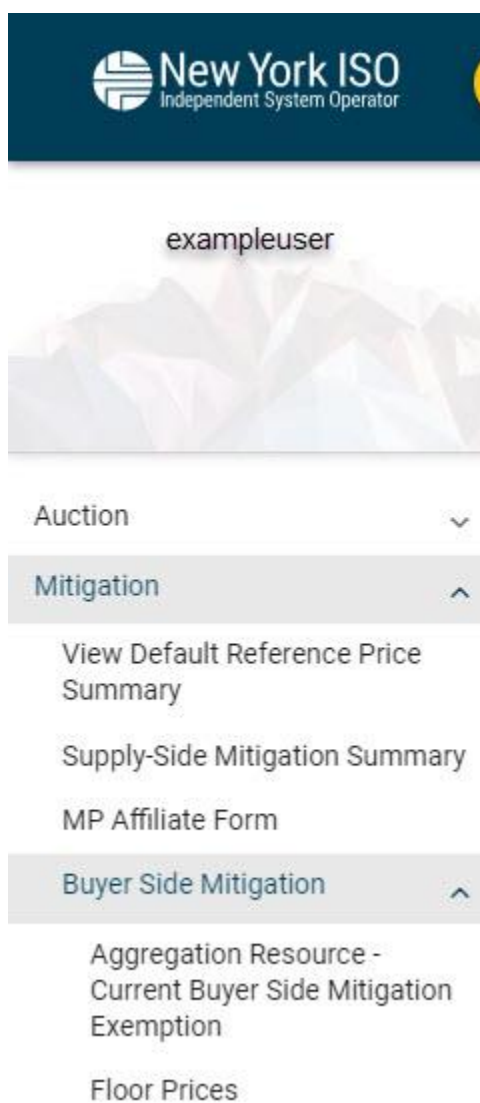 New York ISO
Independent System Operator
exampleuser
Auction
Mitigation
View Default Reference Price
Summary
Supply-Side Mitigation Summary
MP Affiliate Form
Buyer Side Mitigation
Aggregation Resource -
Current Buyer Side Mitigation
Exemption
Floor Prices